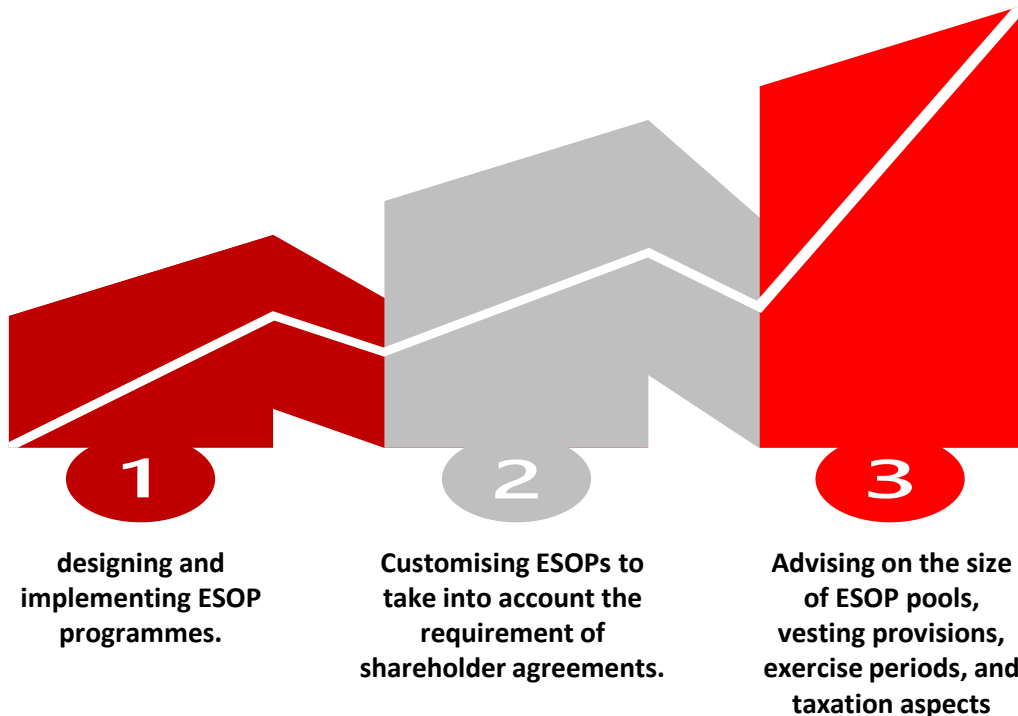 1
designing and
implementing ESOP
programmes.
2
Customising ESOPs to
take into account the
requirement of
shareholder agreements.
3
Advising on the size
of ESOP pools,
vesting provisions,
exercise periods, and
taxation aspects